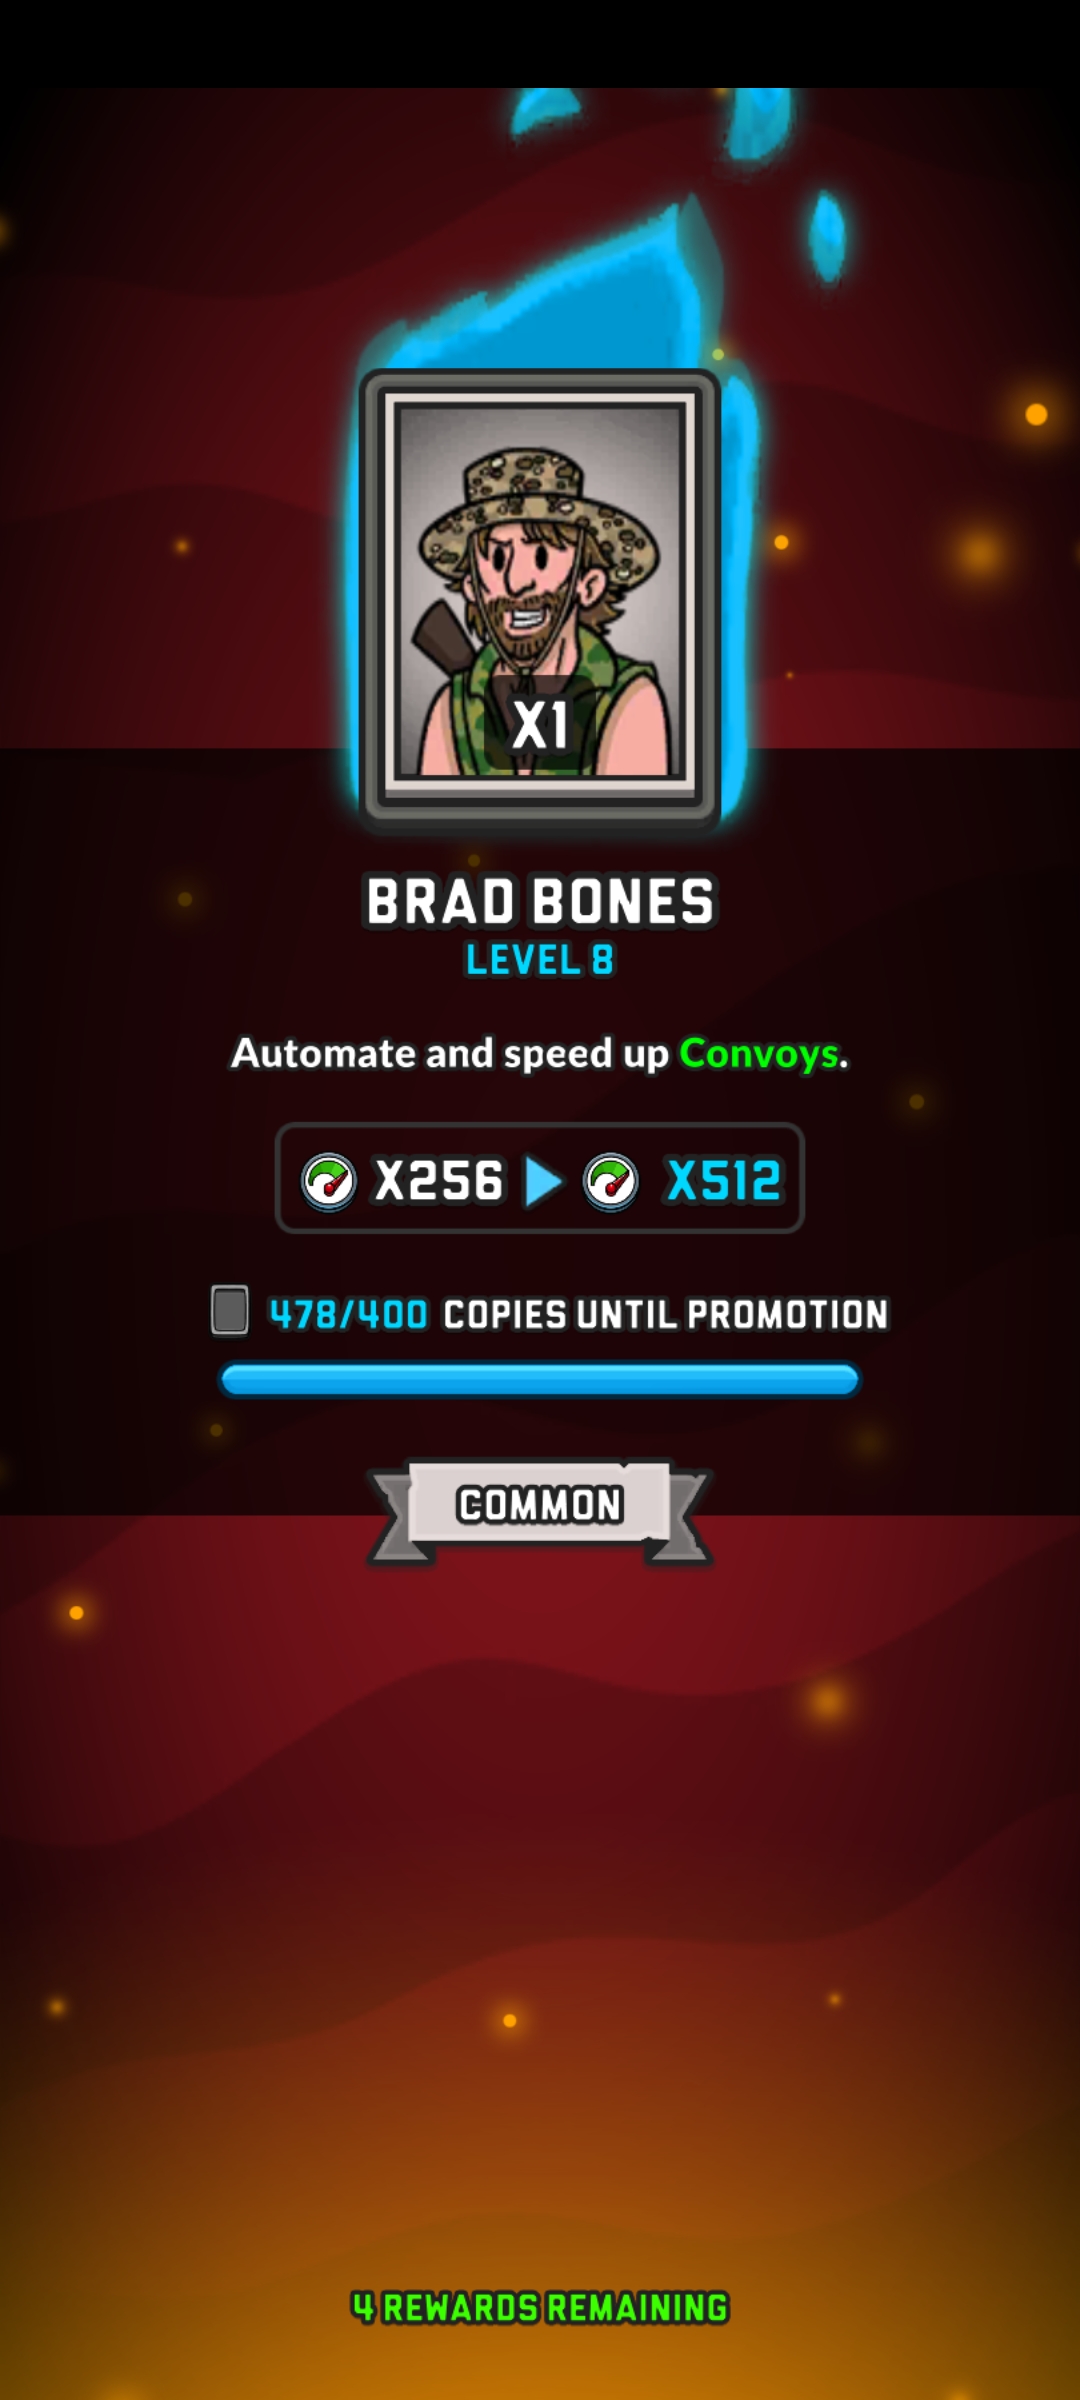 X1
BRAD BONES
LEVEL 8
Automate and speed up Convoys.
X256 X512
478/400 COPIES UNTIL PROMOTION
COMMON
4 REWARDS REMAINING